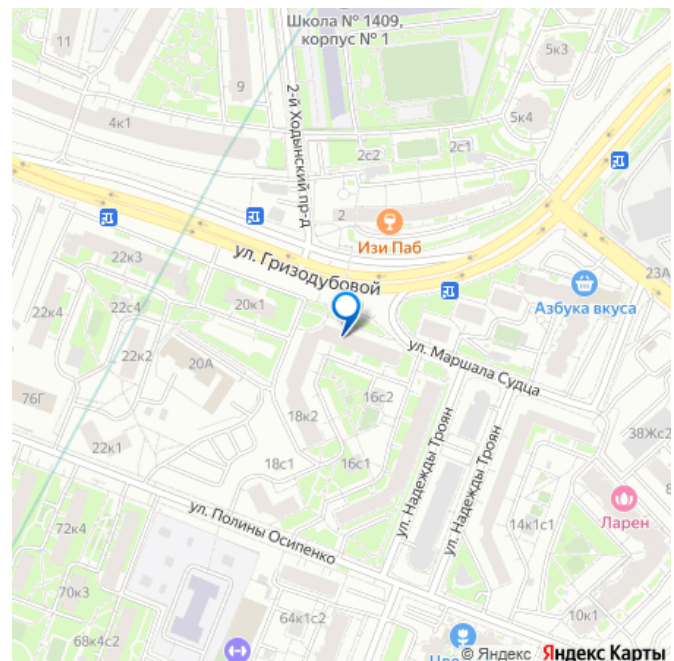 Школа № 1409,
корпус № 1
11
9
5к3
4к1
2-й Ходынский пр-д
5к4
2с2
2с1
2
Изи Паб
ул. Гризодубовой
22к3
23А
Азбука вкуса
22к4
22с4
20к1
22к2
20А
ул. Маршала Судца
76Г
16с2
18к2
38Жс2
22к1
18с1
16с1
ул. Надежды Троян
ул. Надежды Троян
Ларен
ул. Полины Осипенко
14к1с1
72к4
70к3
64к1с2
10к1
68к4с2
© Яндекс Яндекс Карты